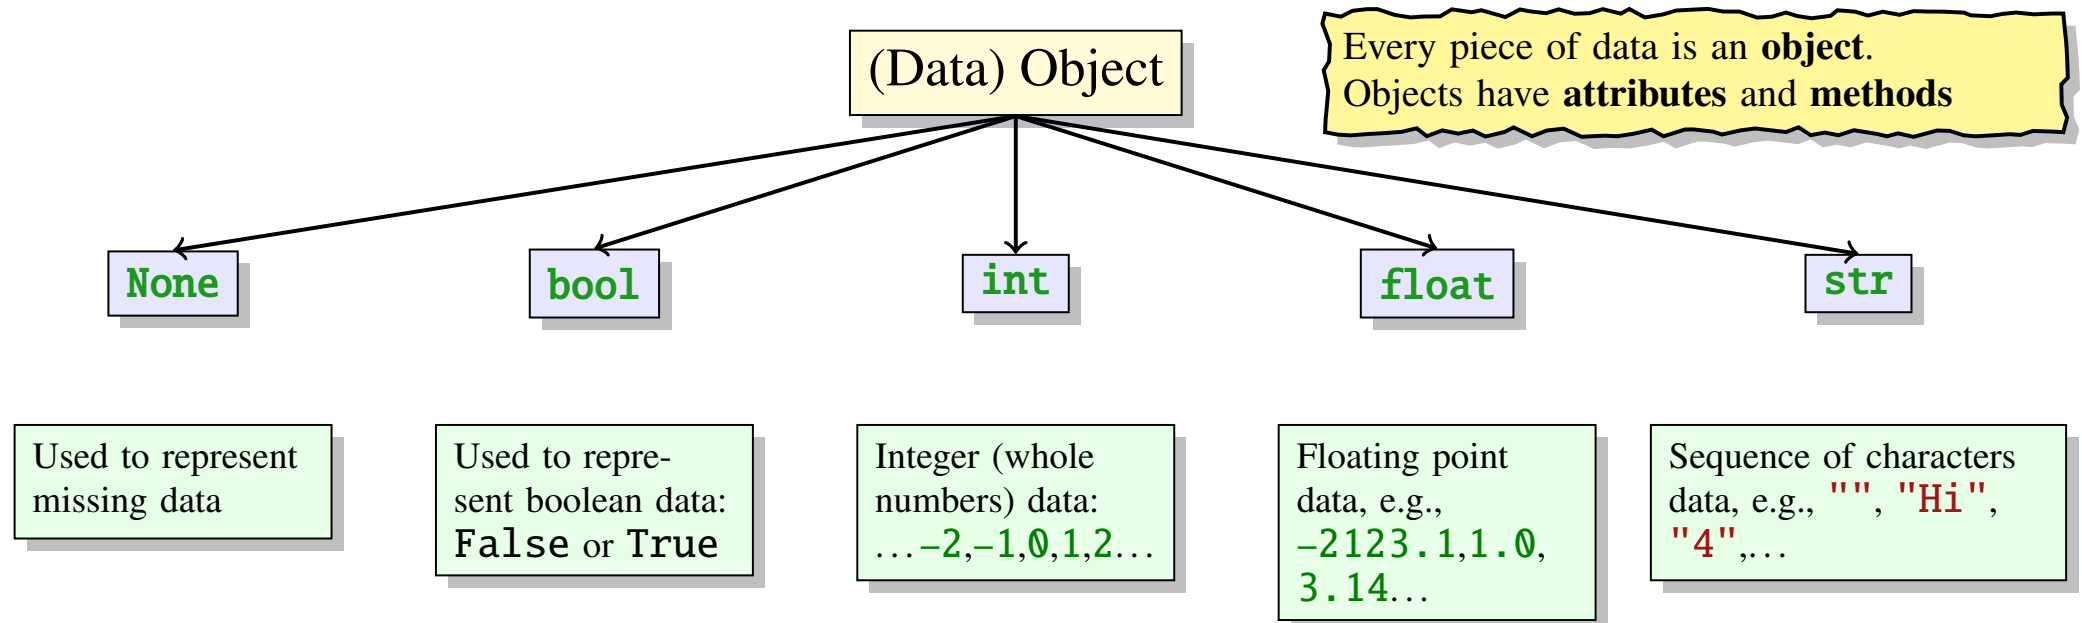 (Data) Object
Every piece of data is an object.
Objects have attributes and methods
None
bool
int
float
str
Used to represent
missing data
Used to repre-
sent boolean data:
False or True
Integer (whole
numbers) data:
...−2,−1,0,1,2...
Floating point
data, e.g.,
−2123.1,1.0,
3.14...
Sequence of characters
data, e.g., "", "Hi",
"4",...